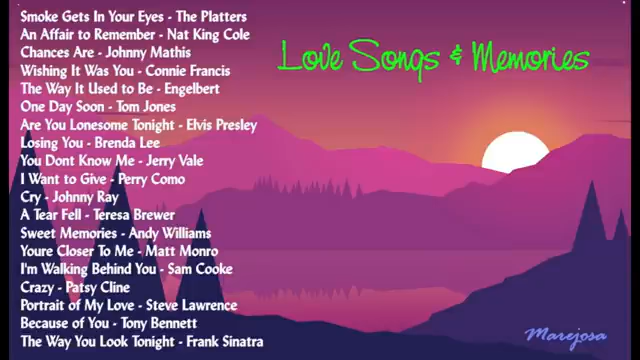 Smoke Gets In Your Eyes - The Platters
An Affair to Remember - Nat King Cole
Chances Are - Johnny Mathis
Wishing It Was You - Connie Francis
The Way It Used to Be - Engelbert
One Day Soon - Tom Jones
Are You Lonesome Tonight - Elvis Presley
Losing You - Brenda Lee
You Dont Know Me - Jerry Vale
I Want to Give - Perry Como
Cry - Johnny Ray
A Tear Fell - Teresa Brewer
Sweet Memories - Andy Williams
Youre Closer To Me - Matt Monro
I'm Walking Behind You - Sam Cooke
Crazy - Patsy Cline
Portrait of My Love - Steve Lawrence
Because of You - Tony Bennett
The Way You Look Tonight - Frank Sinatra
Love Songs & Memories
Marejosa